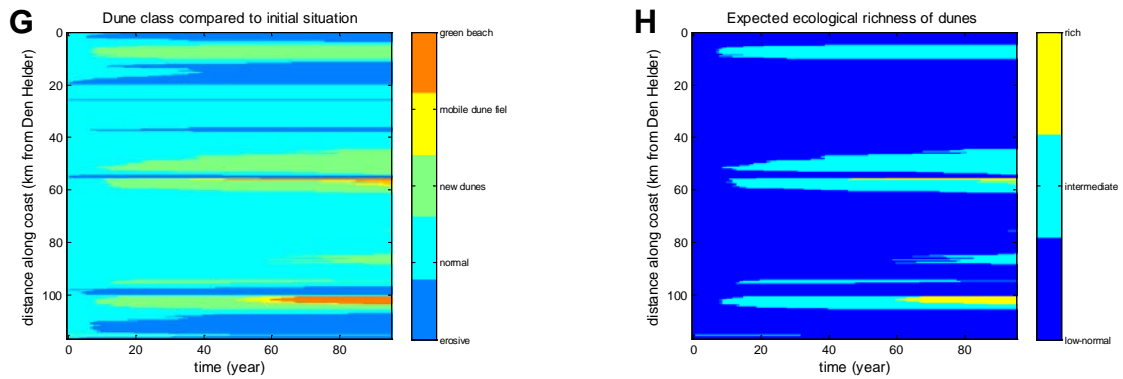 G
Dune class compared to initial situation
distance along coast (km from Den Helder)
0
20
40
60
80
100
0
20
40
60
80
time (year)
green beach
mobile dune fiel
new dunes
normal
erosive
H
Expected ecological richness of dunes
distance along coast (km from Den Helder)
0
20
40
60
80
100
0
20
40
60
80
time (year)
rich
intermediate
low-normal